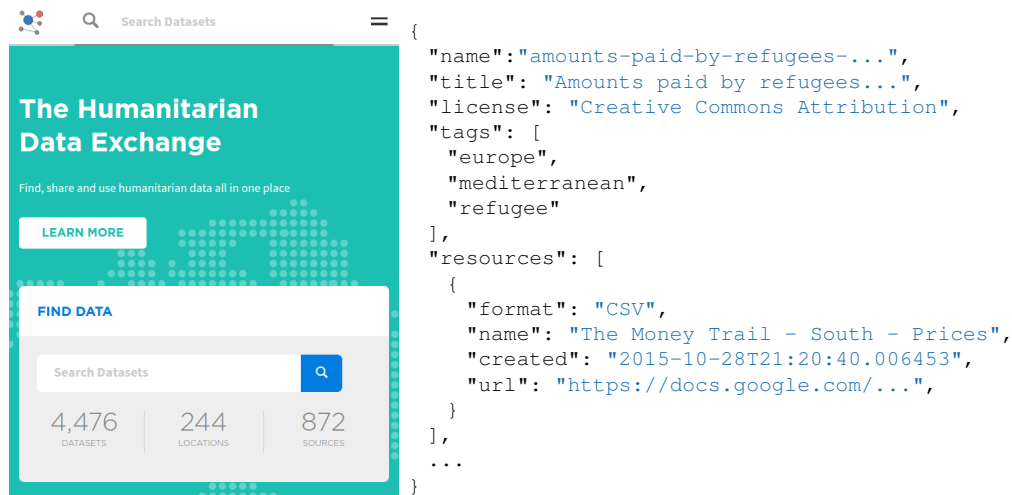 Search Datasets
The Humanitarian
Data Exchange
Find, share and use humanitarian data all in one place
LEARN MORE
FIND DATA
Search Datasets
4,476 244 872
DATASETS LOCATIONS SOURCES
{
"name":"amounts-paid-by-refugees-...",
"title": "Amounts paid by refugees...",
"license": "Creative Commons Attribution",
"tags": [
"europe",
"mediterranean",
"refugee"
],
"resources": [
{
"format": "CSV",
"name": "The Money Trail - South - Prices",
"created": "2015-10-28T21:20:40.006453",
"url": "https://docs.google.com/...",
}
],
...
}